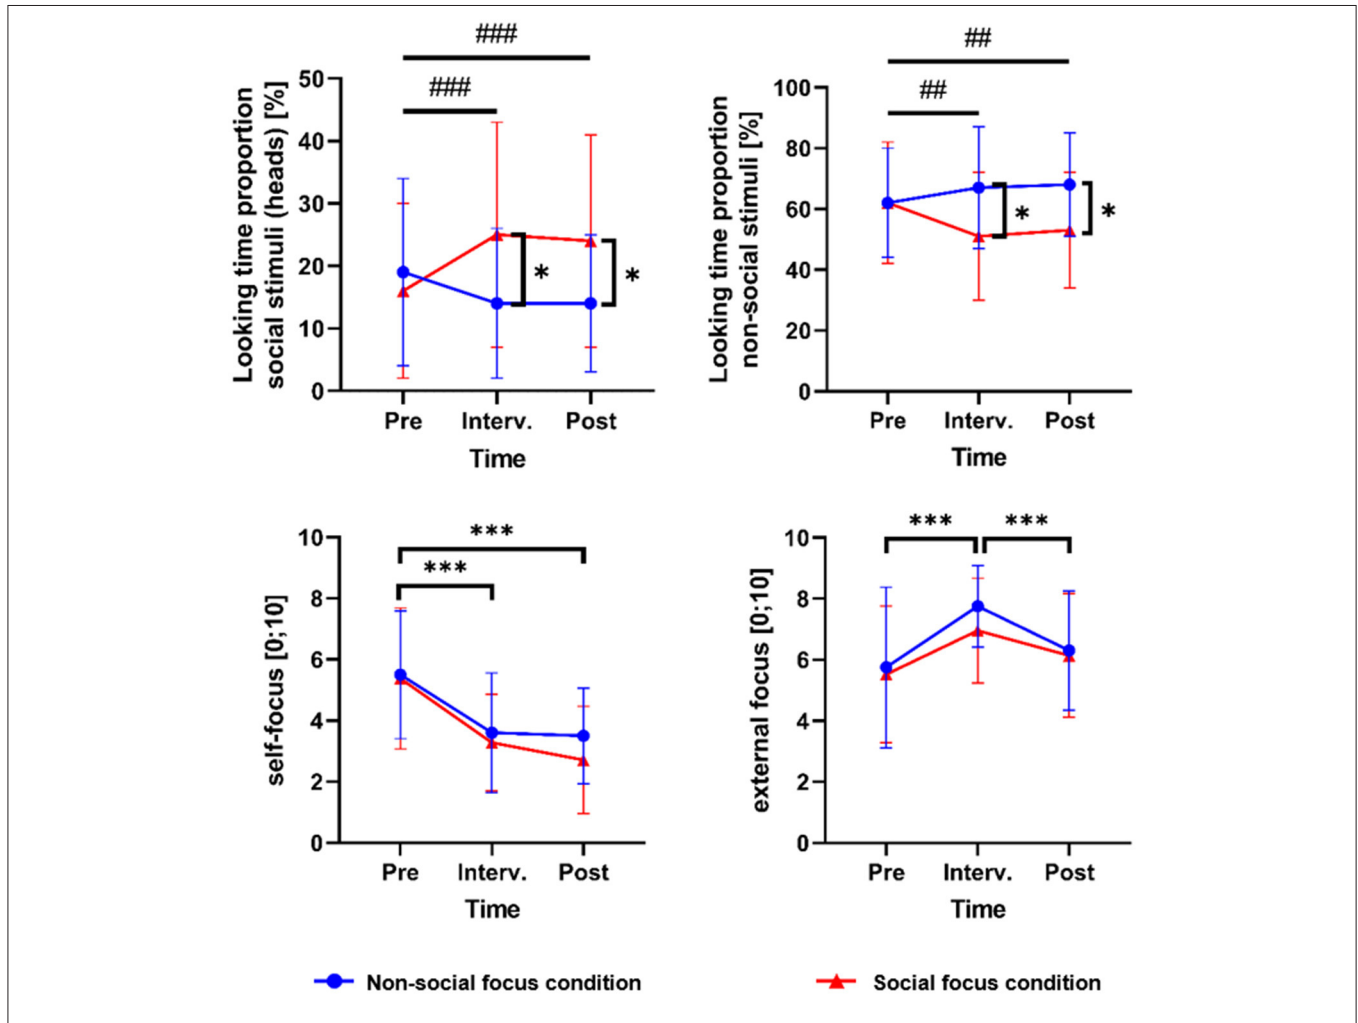 ###
###
Looking time proportion
social stimuli (heads) [%]
50
40
30
20
10
0
*
*
Pre Interv. Post
Time
##
##
Looking time proportion
non-social stimuli [%]
100
80
60
40
20
0
*
*
Pre Interv. Post
Time
***
***
self-focus [0;10]
10
8
6
4
2
0
Pre Interv. Post
Time
*** ***
external focus [0;10]
10
8
6
4
2
0
Pre Interv. Post
Time
Non-social focus condition
Social focus condition